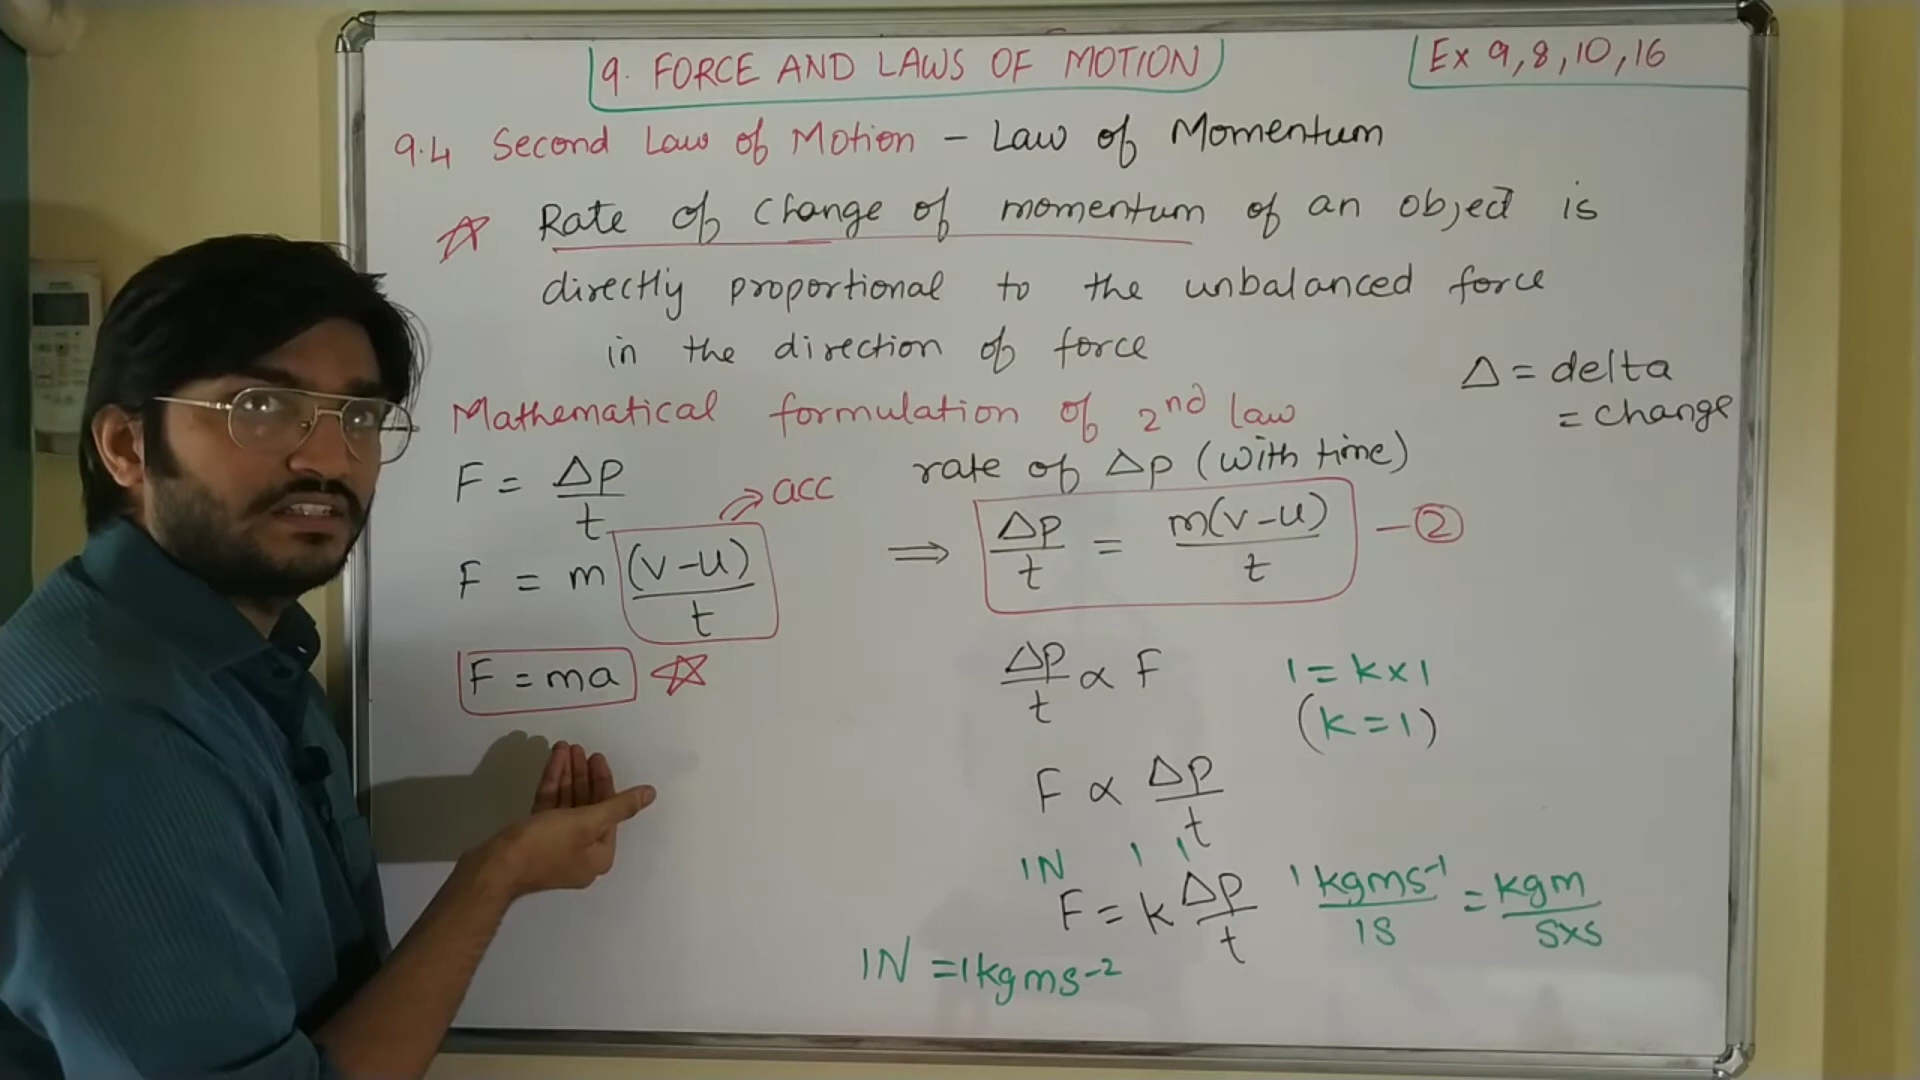 9. FORCE AND LAWS OF MOTION
Ex 9,8,10,16
9.4 Second Law of Motion – Law of Momentum
☆ Rate of change of momentum of an object is
directly proportional to the unbalanced force
in the direction of force
Δ = delta
= change
Mathematical formulation of 2nd law
F = Δp/t
F = m (v-u)/t
→ acc
F = ma ☆
rate of Δp (with time)
⇒ Δp/t = m(v-u)/t — ②
Δp/t ∝ F
1 = k x 1
(k = 1)
F ∝ Δp/t
1N 1 1
F = k Δp/t
1 kgms⁻¹/1s = kgm/sxs
1N = 1kgms⁻²